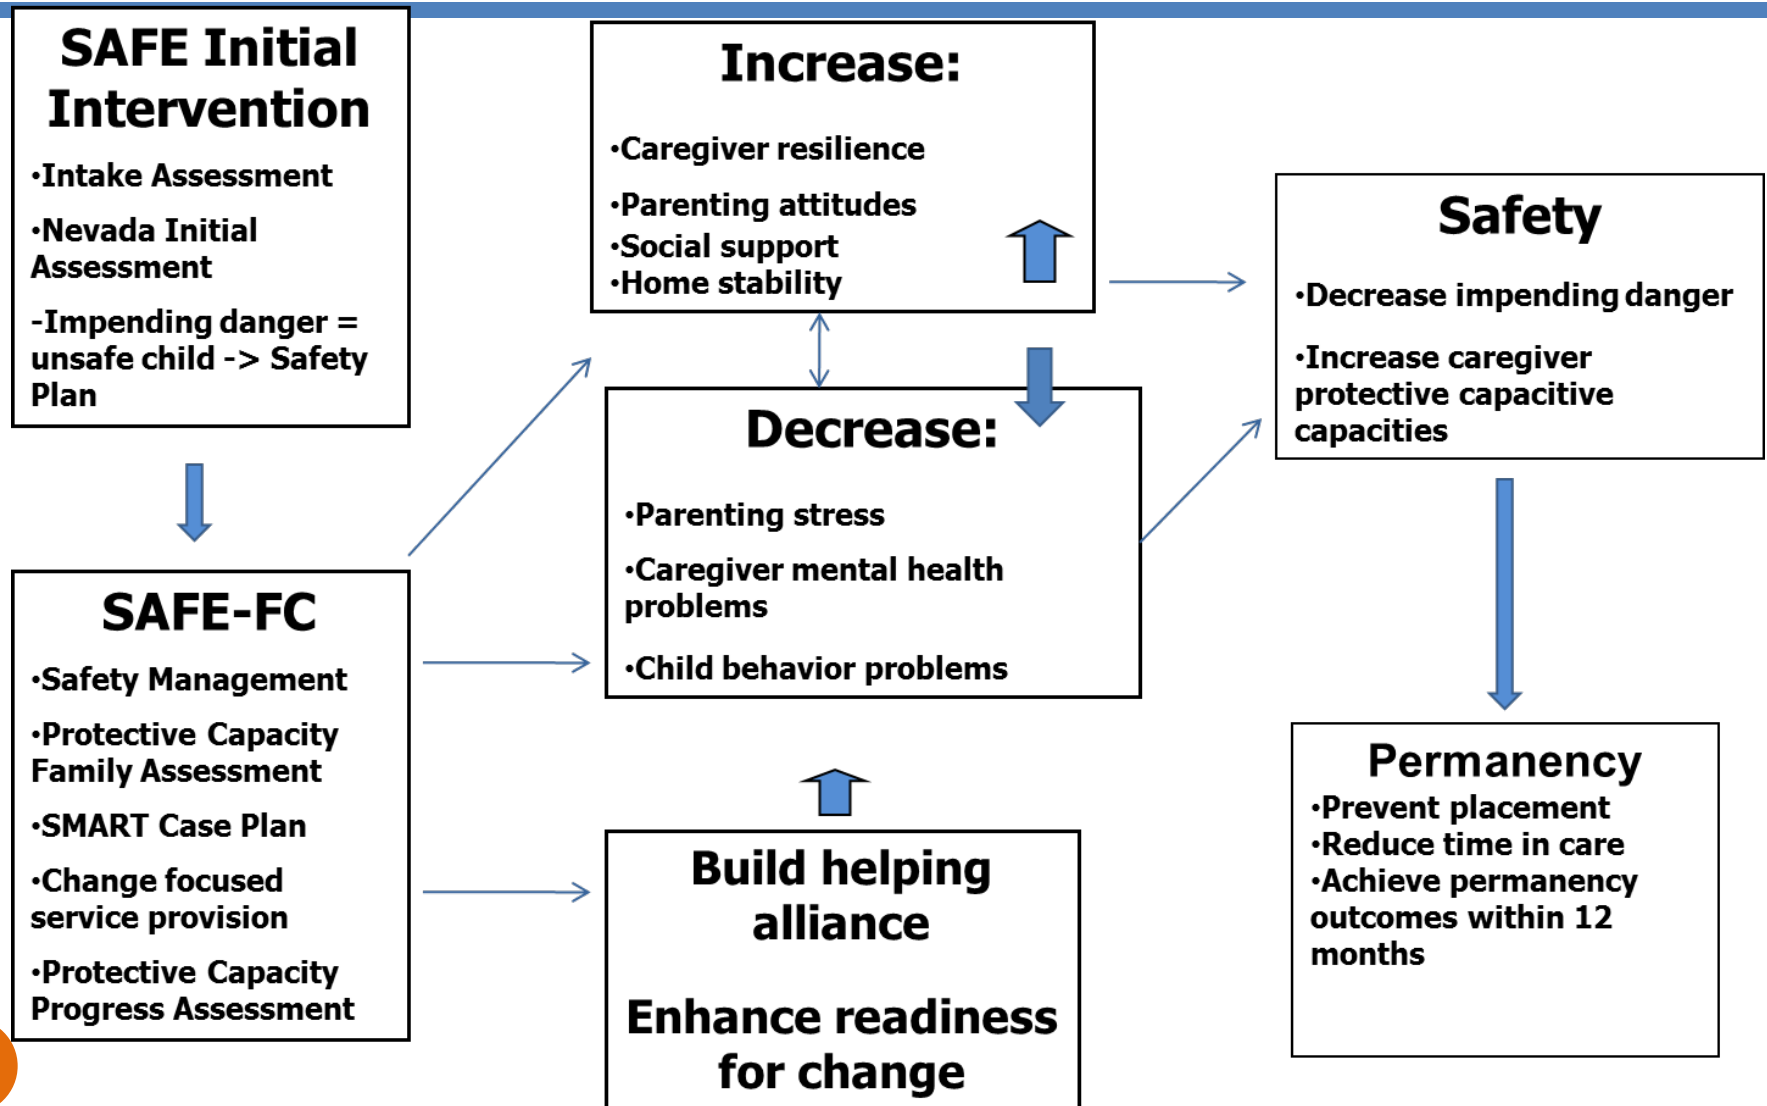 SAFE Initial
Intervention
•Intake Assessment
•Nevada Initial
Assessment
-Impending danger =
unsafe child -> Safety
Plan
SAFE-FC
•Safety Management
•Protective Capacity
Family Assessment
•SMART Case Plan
•Change focused
service provision
•Protective Capacity
Progress Assessment
Increase:
•Caregiver resilience
•Parenting attitudes
•Social support
•Home stability
Decrease:
•Parenting stress
•Caregiver mental health
problems
•Child behavior problems
Build helping
alliance
Enhance readiness
for change
Safety
•Decrease impending danger
•Increase caregiver
protective capacitive
capacities
Permanency
•Prevent placement
•Reduce time in care
•Achieve permanency
outcomes within 12
months